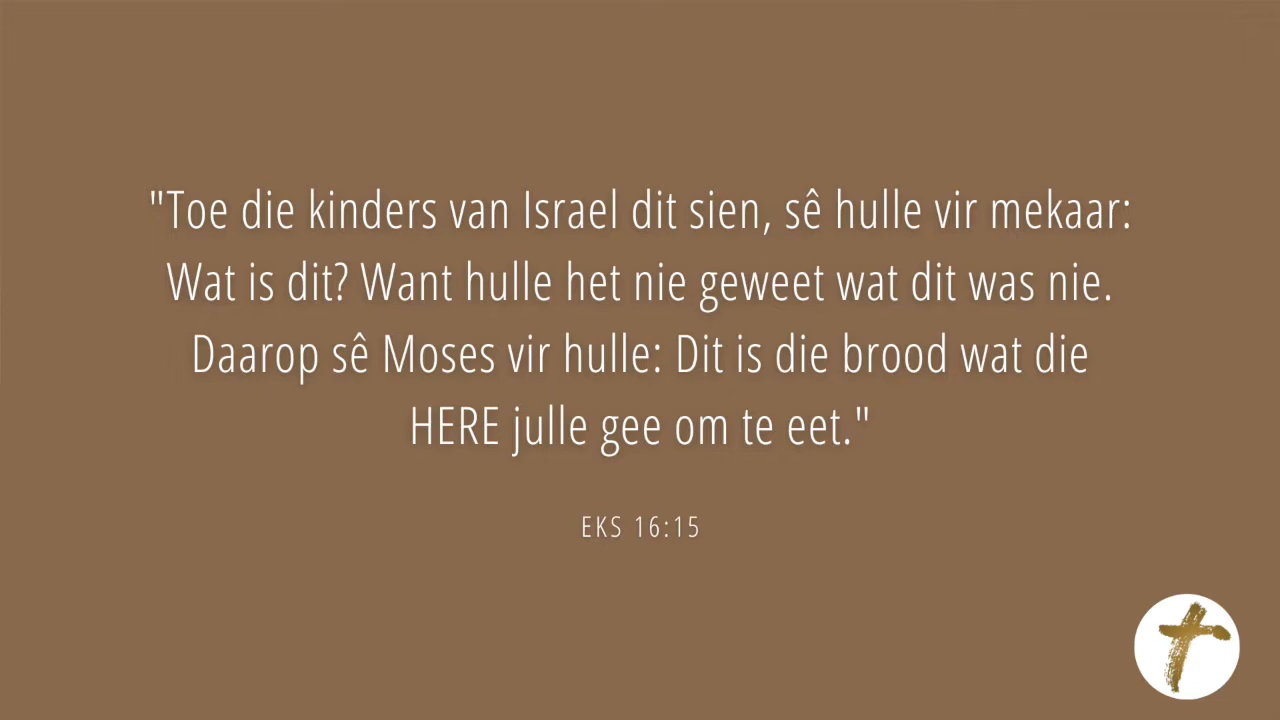 "Toe die kinders van Israel dit sien, sê hulle vir mekaar:
Wat is dit? Want hulle het nie geweet wat dit was nie.
Daarop sê Moses vir hulle: Dit is die brood wat die
HERE julle gee om te eet."
EKS 16:15